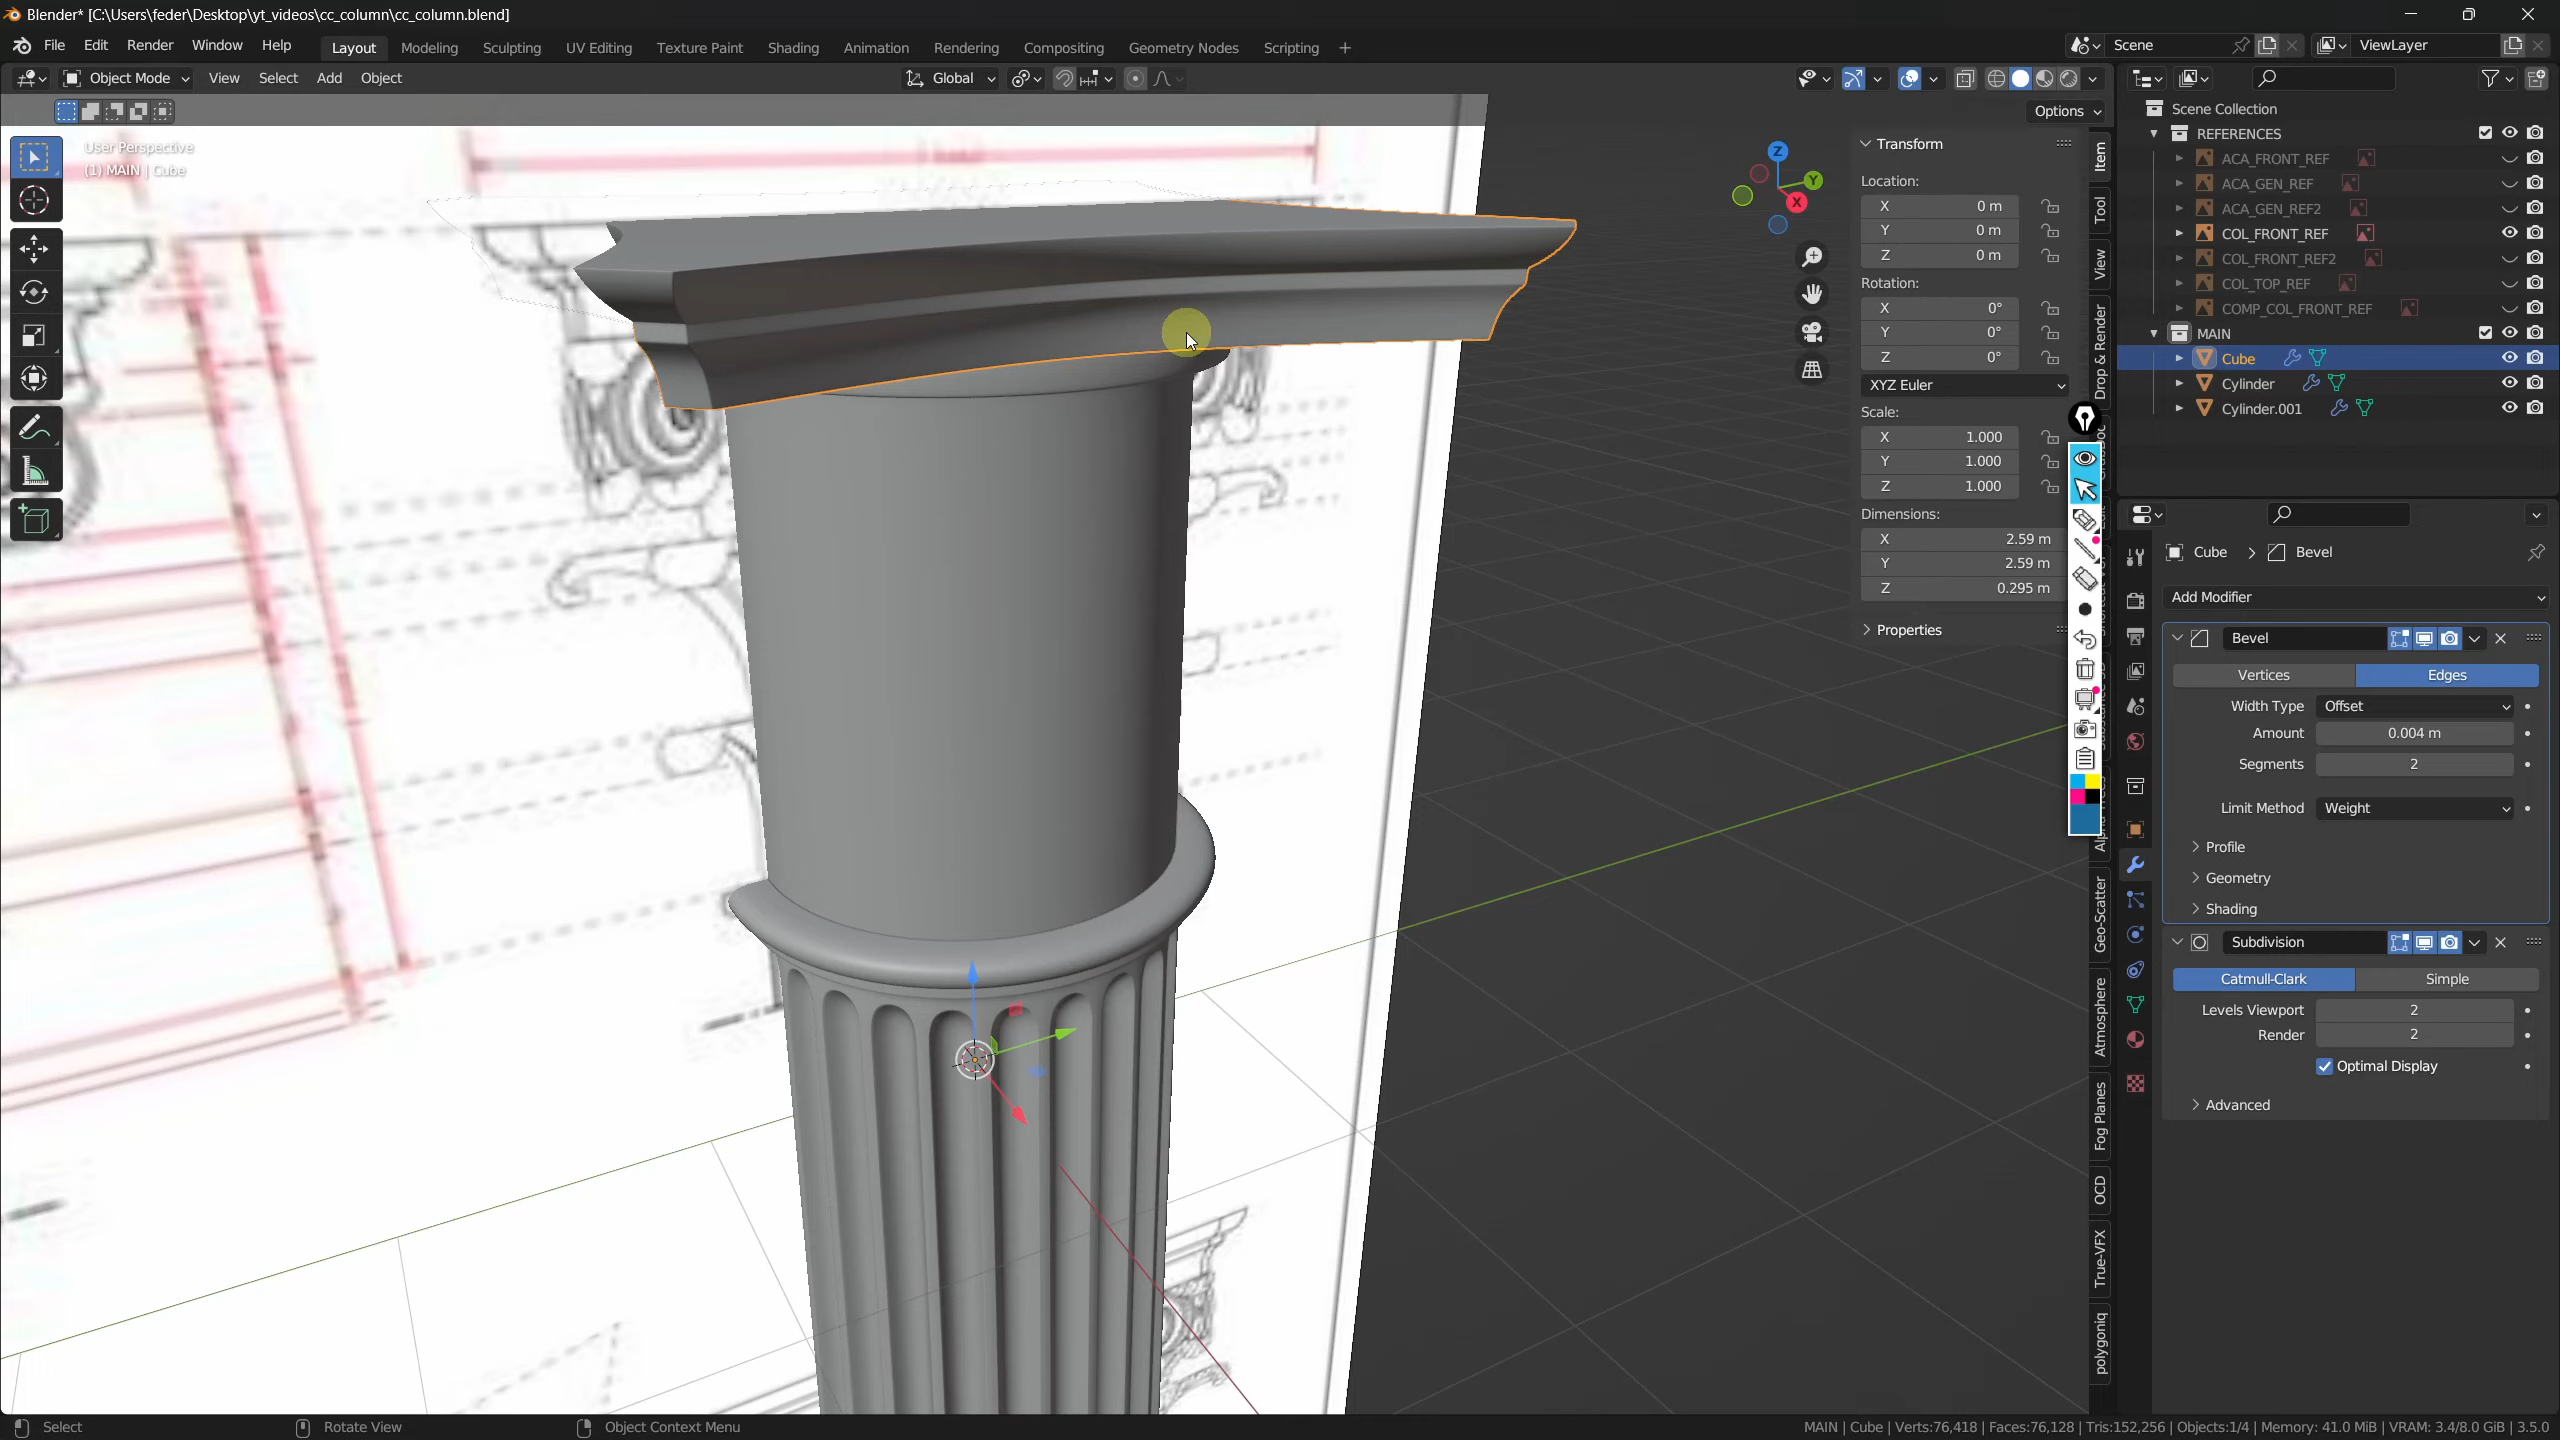 Blender* [C:\Users\feder\Desktop\yt_videos\cc_column\cc_column.blend]
File Edit Render Window Help Layout Modeling Sculpting UV Editing Texture Paint Shading Animation Rendering Compositing Geometry Nodes Scripting + Scene ViewLayer
Object Mode View Select Add Object Global
Options
User Perspective
(1) MAIN | Cube
Z
Y
X
Transform
Location:
X 0 m
Y 0 m
Z 0 m
Rotation:
X 0°
Y 0°
Z 0°
XYZ Euler
Scale:
X 1.000
Y 1.000
Z 1.000
Dimensions:
X 2.59 m
Y 2.59 m
Z 0.295 m
Properties
Item
Tool
View
Drop & Render
Geo-Scatter
Atmosphere
Fog Planes
OCD
True-VFX
polygoniq
Scene Collection
REFERENCES
ACA_FRONT_REF
ACA_GEN_REF
ACA_GEN_REF2
COL_FRONT_REF
COL_FRONT_REF2
COL_TOP_REF
COMP_COL_FRONT_REF
MAIN
Cube
Cylinder
Cylinder.001
Cube > Bevel
Add Modifier
Bevel
Vertices Edges
Width Type Offset
Amount 0.004 m
Segments 2
Limit Method Weight
Profile
Geometry
Shading
Subdivision
Catmull-Clark Simple
Levels Viewport 2
Render 2
Optimal Display
Advanced
Select Rotate View Object Context Menu
MAIN | Cube | Verts:76,418 | Faces:76,128 | Tris:152,256 | Objects:1/4 | Memory: 41.0 MiB | VRAM: 3.4/8.0 GiB | 3.5.0